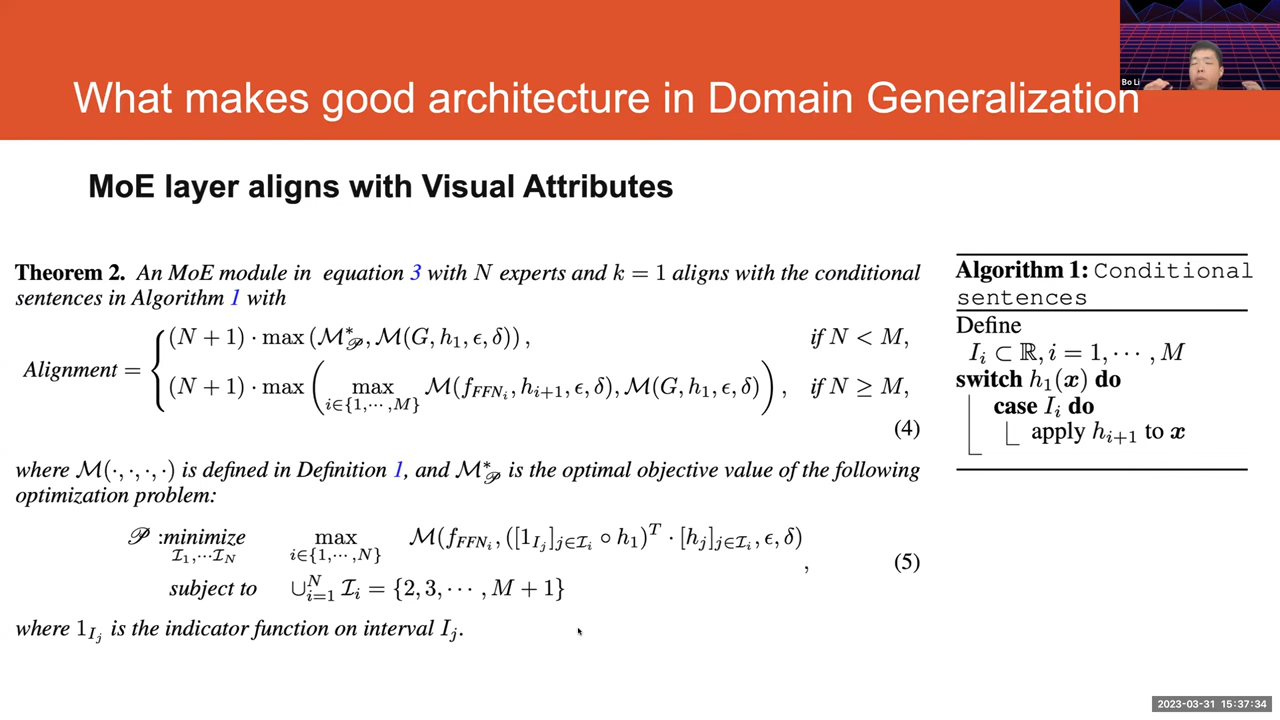 What makes good architecture in Domain Generalization
Bo Li
MoE layer aligns with Visual Attributes
Theorem 2. An MoE module in equation 3 with N experts and k = 1 aligns with the conditional
sentences in Algorithm 1 with
Alignment = { (N + 1) · max (ℳ*_𝒫, ℳ(G, h₁, ϵ, δ)), if N < M,
(N + 1) · max ( max_{i∈{1,⋯,M}} ℳ(f_{FFN_i}, h_{i+1}, ϵ, δ), ℳ(G, h₁, ϵ, δ) ), if N ≥ M,
(4)
where ℳ(·, ·, ·, ·) is defined in Definition 1, and ℳ*_𝒫 is the optimal objective value of the following
optimization problem:
𝒫 : minimize_{ℐ₁,⋯ℐ_N} max_{i∈{1,⋯,N}} ℳ(f_{FFN_i}, ([1_{I_j}]_{j∈ℐ_i} ∘ h₁)^T · [h_j]_{j∈ℐ_i}, ϵ, δ)
, (5)
subject to ∪_{i=1}^N ℐ_i = {2, 3, ⋯, M + 1}
where 1_{I_j} is the indicator function on interval I_j.
Algorithm 1: Conditional
sentences
Define
I_i ⊂ ℝ, i = 1, ⋯, M
switch h₁(x) do
case I_i do
apply h_{i+1} to x
2023-03-31 15:37:34